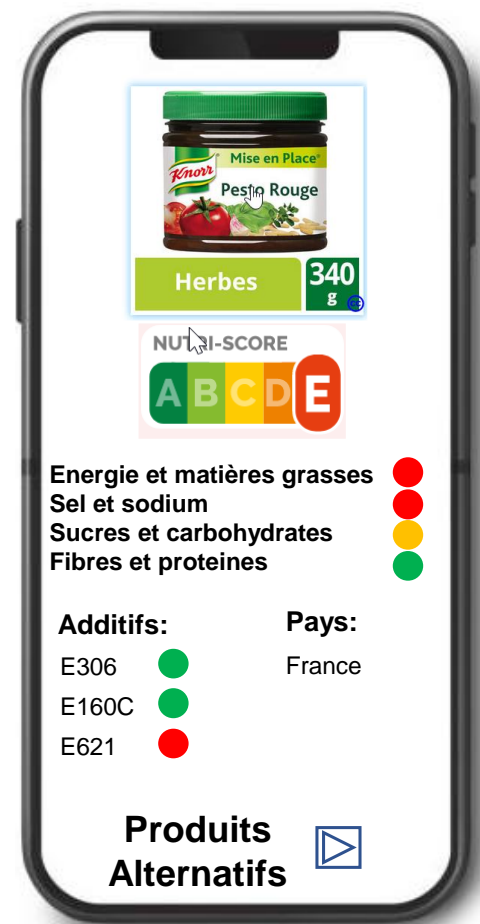 Knorr
Mise en Place®
Pesto Rouge
Herbes
340
g
NUTRI-SCORE
A B C D E
Energie et matières grasses
Sel et sodium
Sucres et carbohydrates
Fibres et proteines
Additifs:
E306
E160C
E621
Pays:
France
Produits
Alternatifs